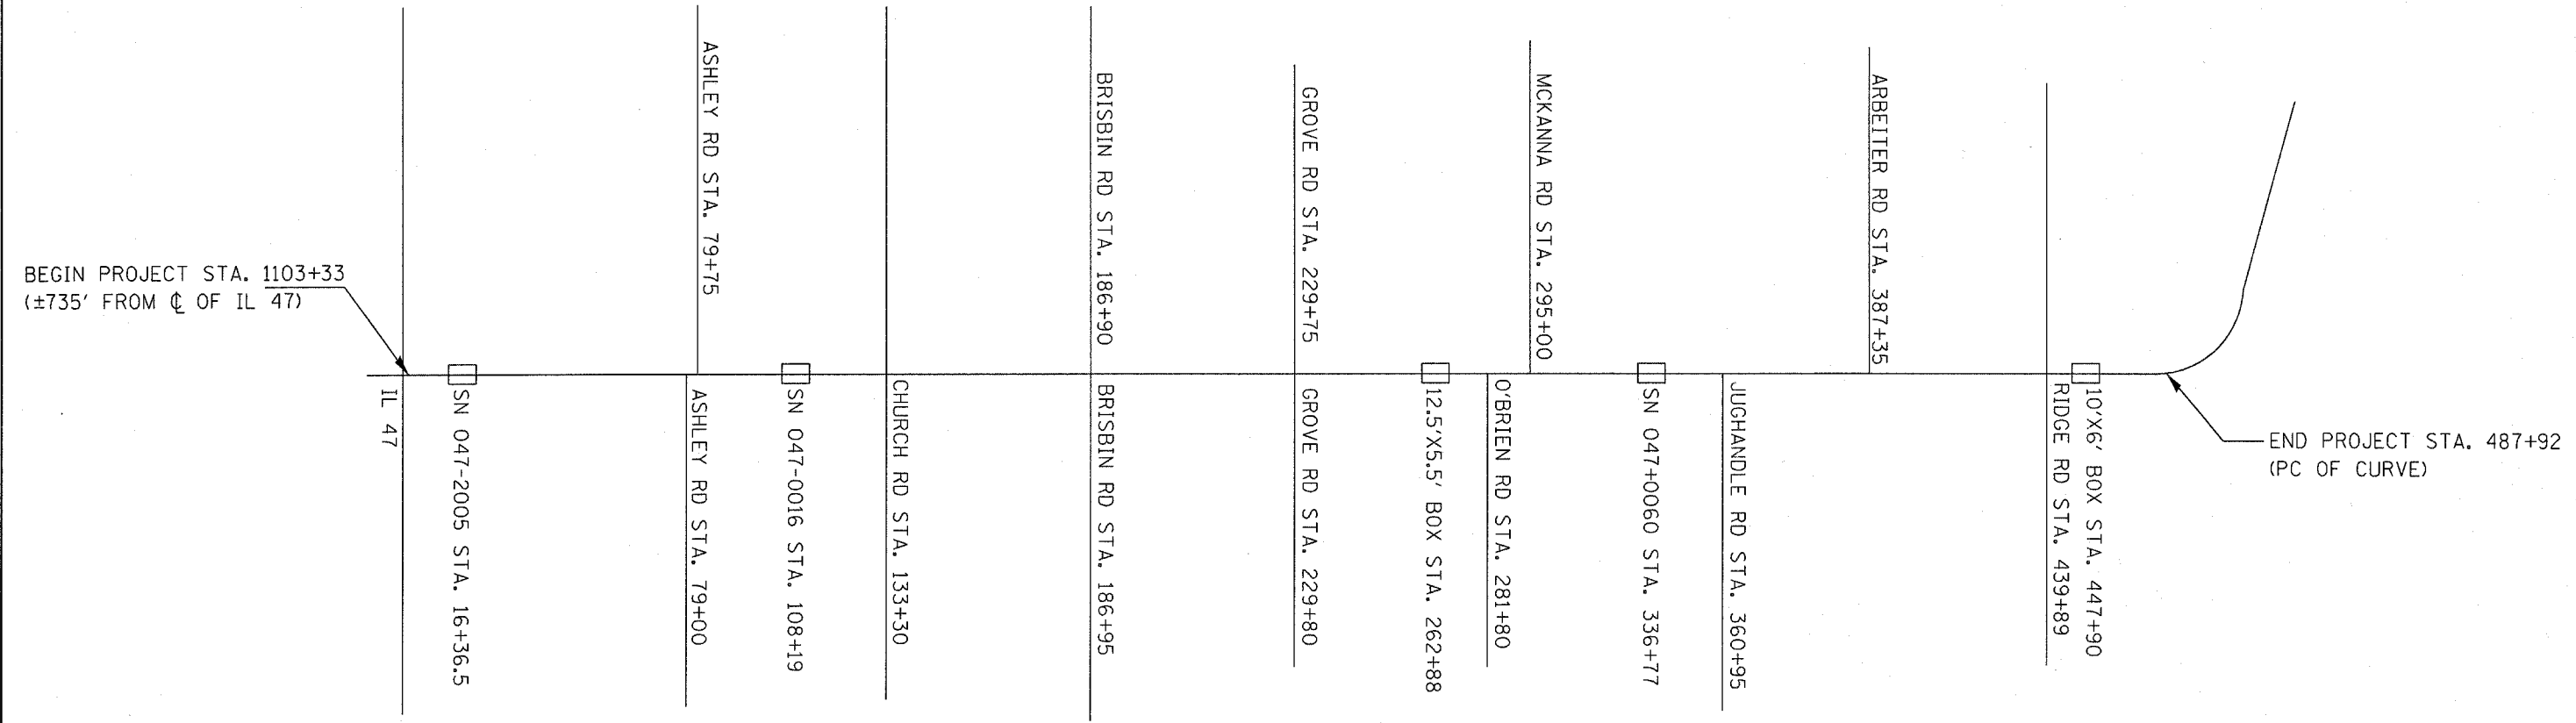 BEGIN PROJECT STA. 1103+33
(±735' FROM ℄ OF IL 47)
IL 47
SN 047-2005 STA. 16+36.5
ASHLEY RD STA. 79+75
ASHLEY RD STA. 79+00
SN 047-0016 STA. 108+19
CHURCH RD STA. 133+30
BRISBIN RD STA. 186+90
BRISBIN RD STA. 186+95
GROVE RD STA. 229+75
GROVE RD STA. 229+80
12.5'X5.5' BOX STA. 262+88
O'BRIEN RD STA. 281+80
MCKANNA RD STA. 295+00
SN 047+0060 STA. 336+77
JUGHANDLE RD STA. 360+95
ARBEITER RD STA. 387+35
RIDGE RD STA. 439+89
10'X6' BOX STA. 447+90
END PROJECT STA. 487+92
(PC OF CURVE)